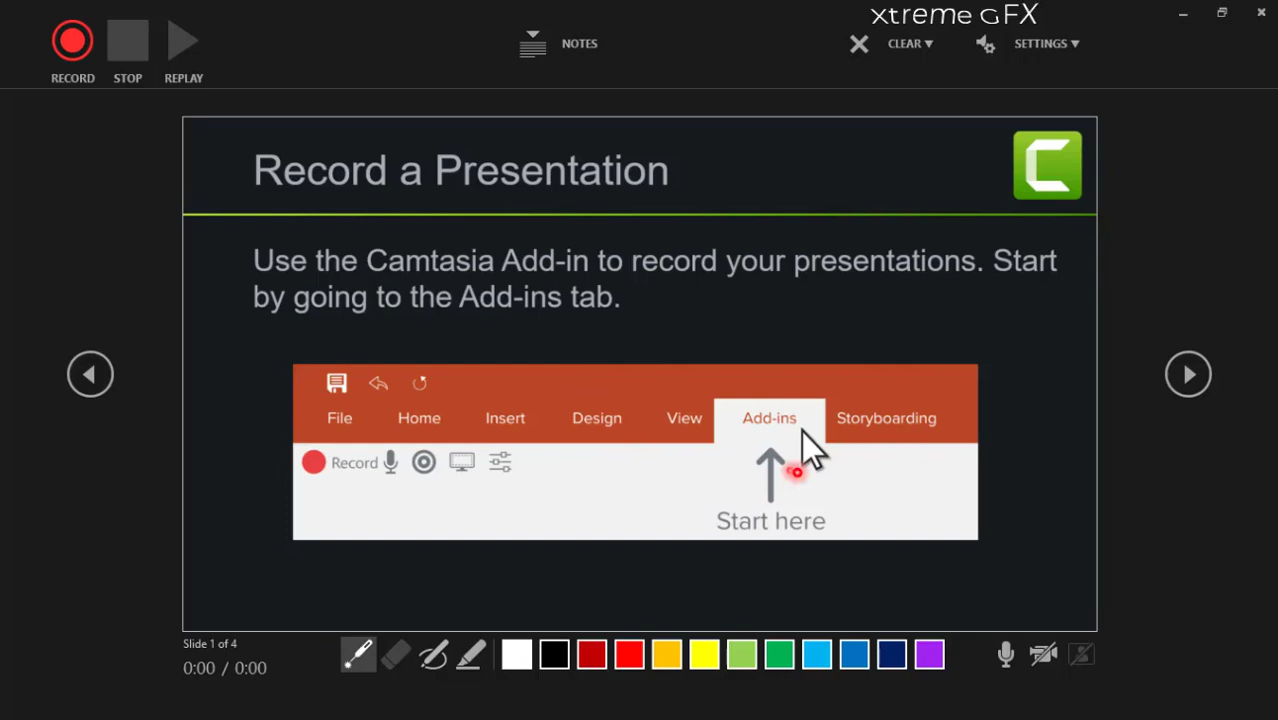 xtreme GFX
NOTES
CLEAR
SETTINGS
RECORD
STOP
REPLAY
Record a Presentation
Use the Camtasia Add-in to record your presentations. Start
by going to the Add-ins tab.
File Home Insert Design View Add-ins Storyboarding
Record
Start here
Slide 1 of 4
0:00 / 0:00